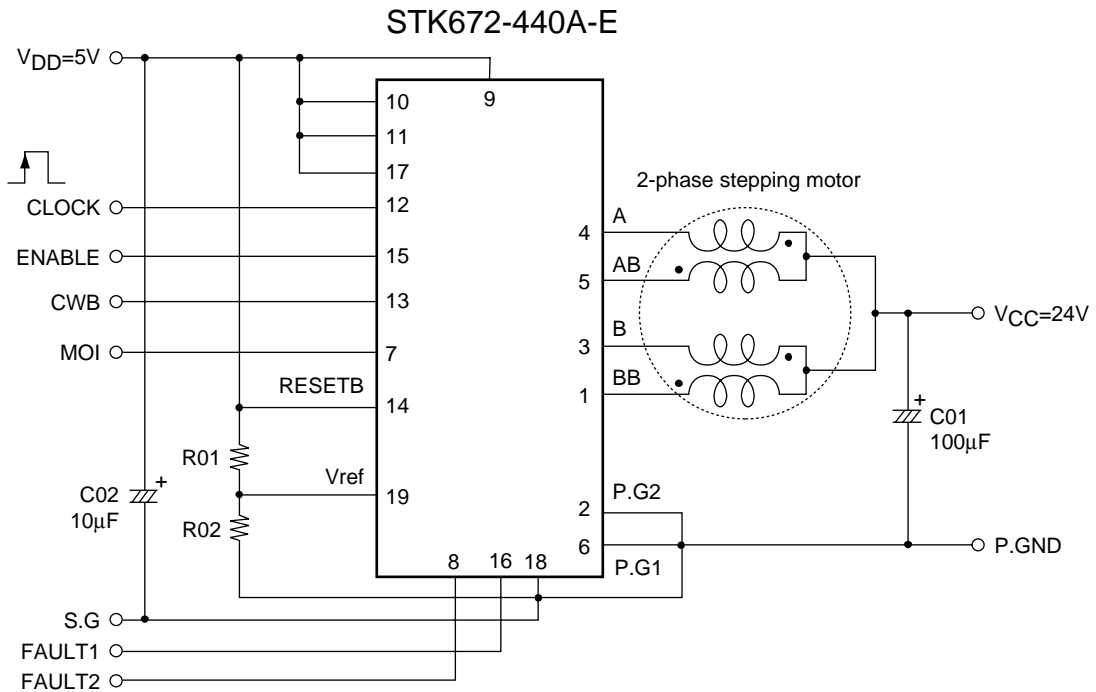 STK672-440A-E
VDD=5V
9
10
11
17
CLOCK
12
ENABLE
15
CWB
13
MOI
7
RESETB
14
R01
Vref
19
R02
C02
+
10µF
8
16
18
2-phase stepping motor
4
A
5
AB
3
B
1
BB
VCC=24V
+
C01
100µF
P.G2
2
6
P.G1
P.GND
S.G
FAULT1
FAULT2